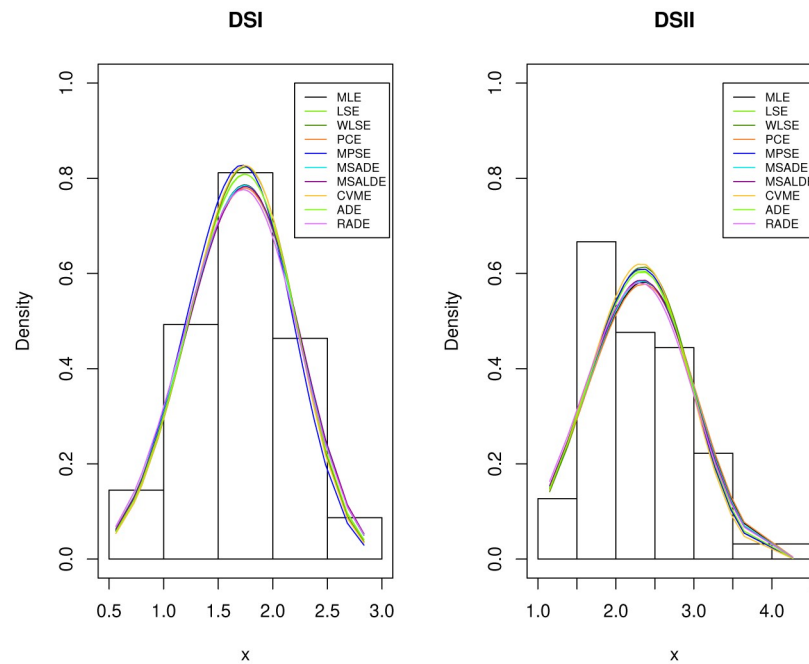 DSI
1.0
0.8
0.6
0.4
0.2
0.0
Density
0.5 1.0 1.5 2.0 2.5 3.0
x
MLE
LSE
WLSE
PCE
MPSE
MSADE
MSALDE
CVME
ADE
RADE
DSII
1.0
0.8
0.6
0.4
0.2
0.0
Density
1.0 2.0 3.0 4.0
x
MLE
LSE
WLSE
PCE
MPSE
MSADE
MSALDE
CVME
ADE
RADE